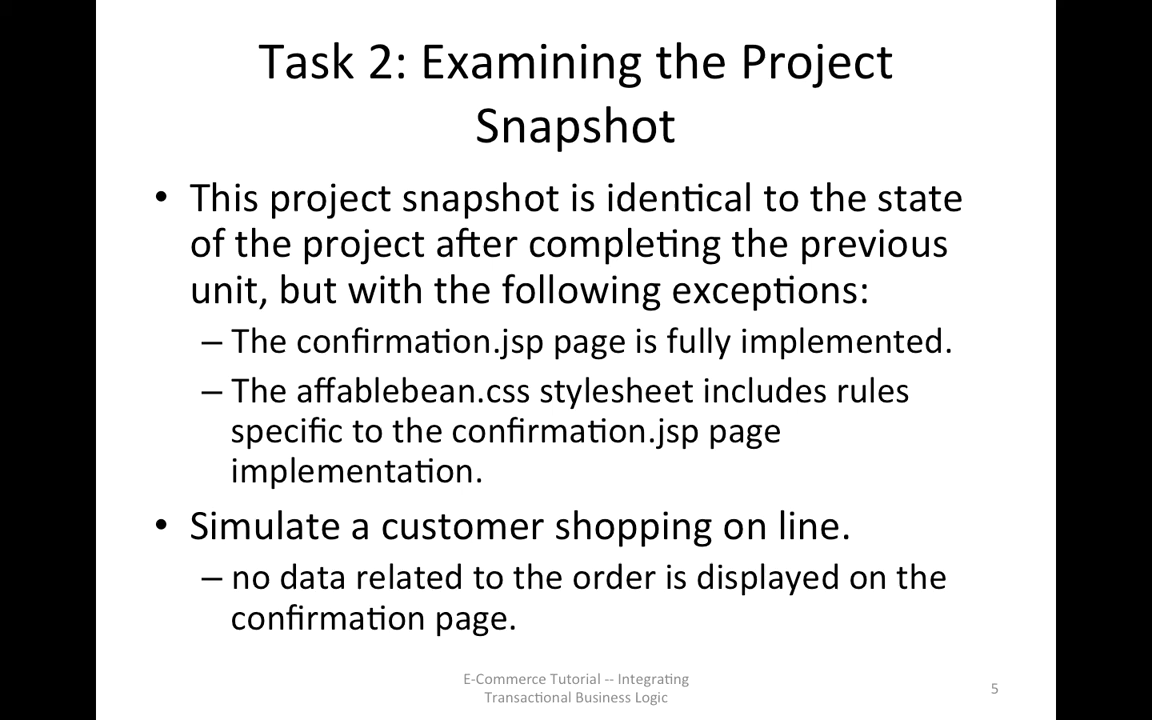 Task 2: Examining the Project
Snapshot
• This project snapshot is identical to the state
of the project after completing the previous
unit, but with the following exceptions:
– The confirmation.jsp page is fully implemented.
– The affablebean.css stylesheet includes rules
specific to the confirmation.jsp page
implementation.
• Simulate a customer shopping on line.
– no data related to the order is displayed on the
confirmation page.
E-Commerce Tutorial -- Integrating
Transactional Business Logic
5